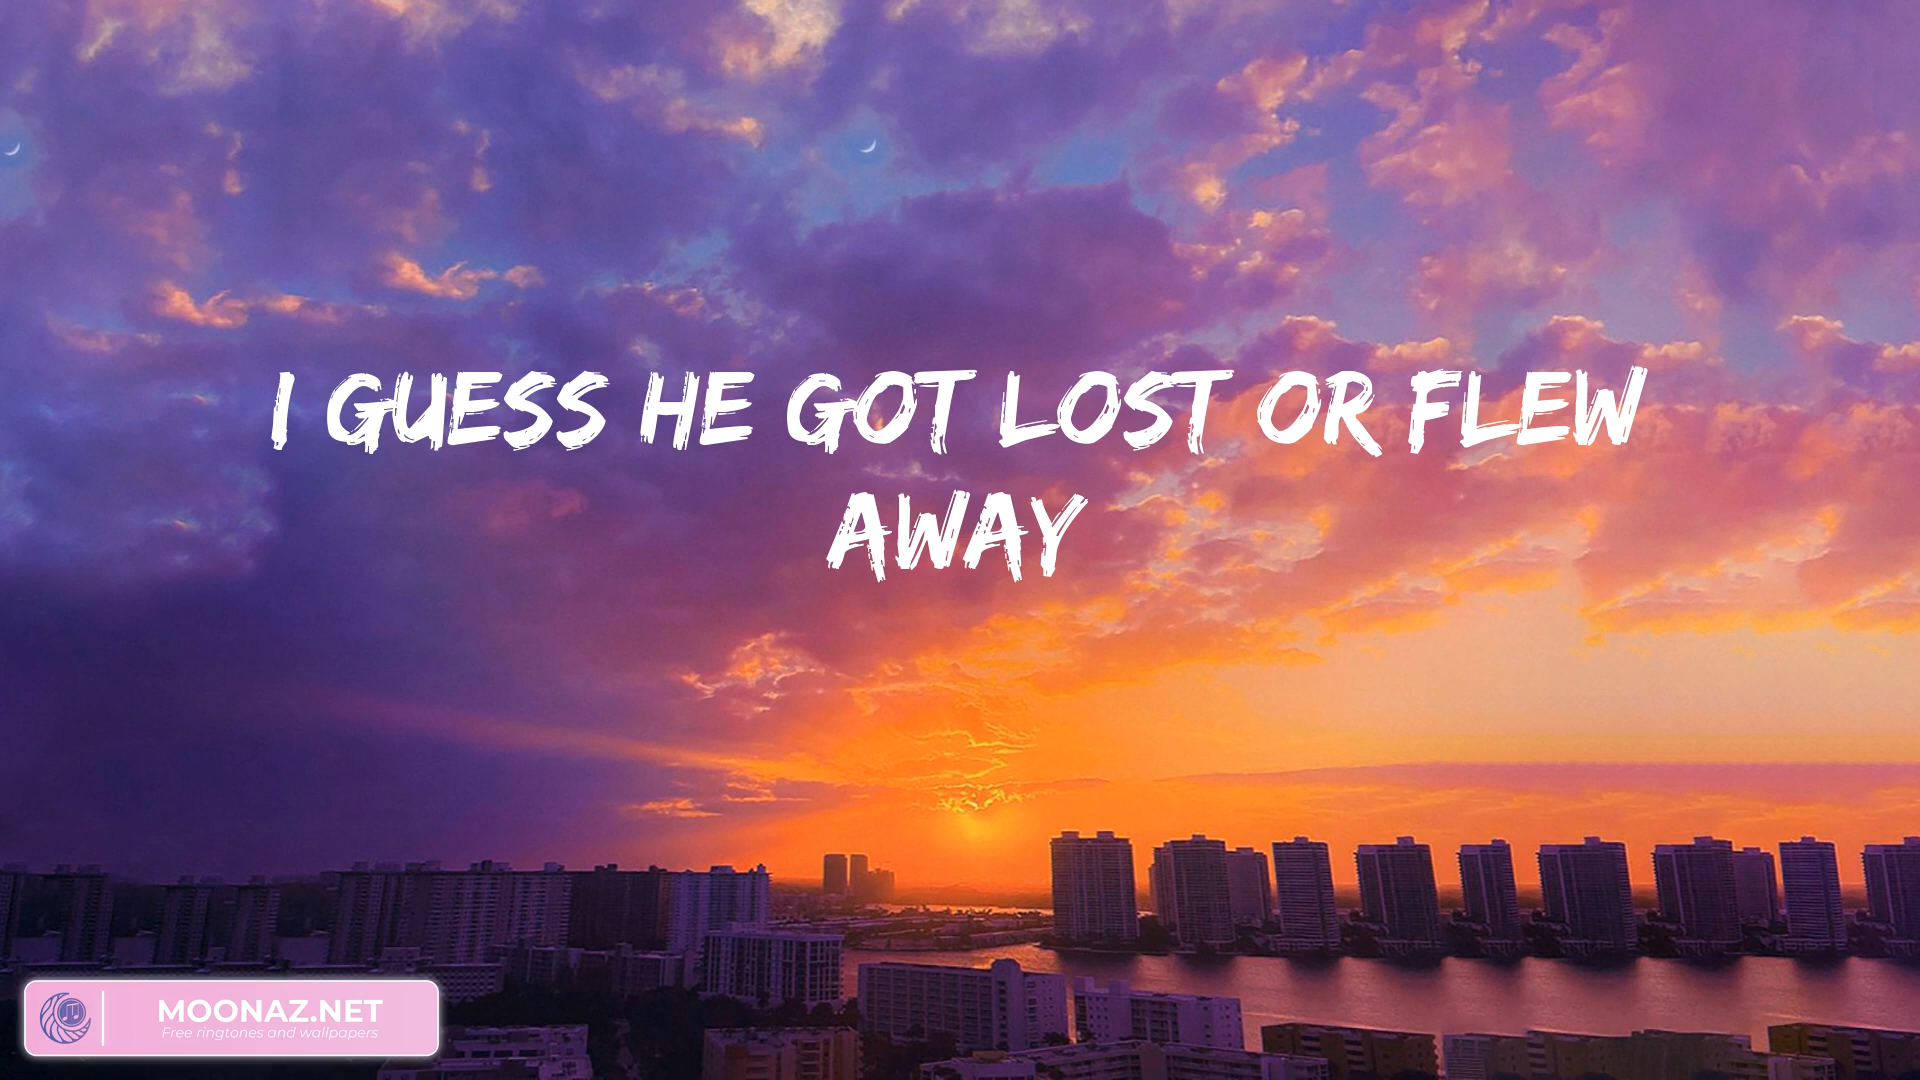 I GUESS HE GOT LOST OR FLEW
AWAY
MOONAZ.NET
Free ringtones and wallpapers